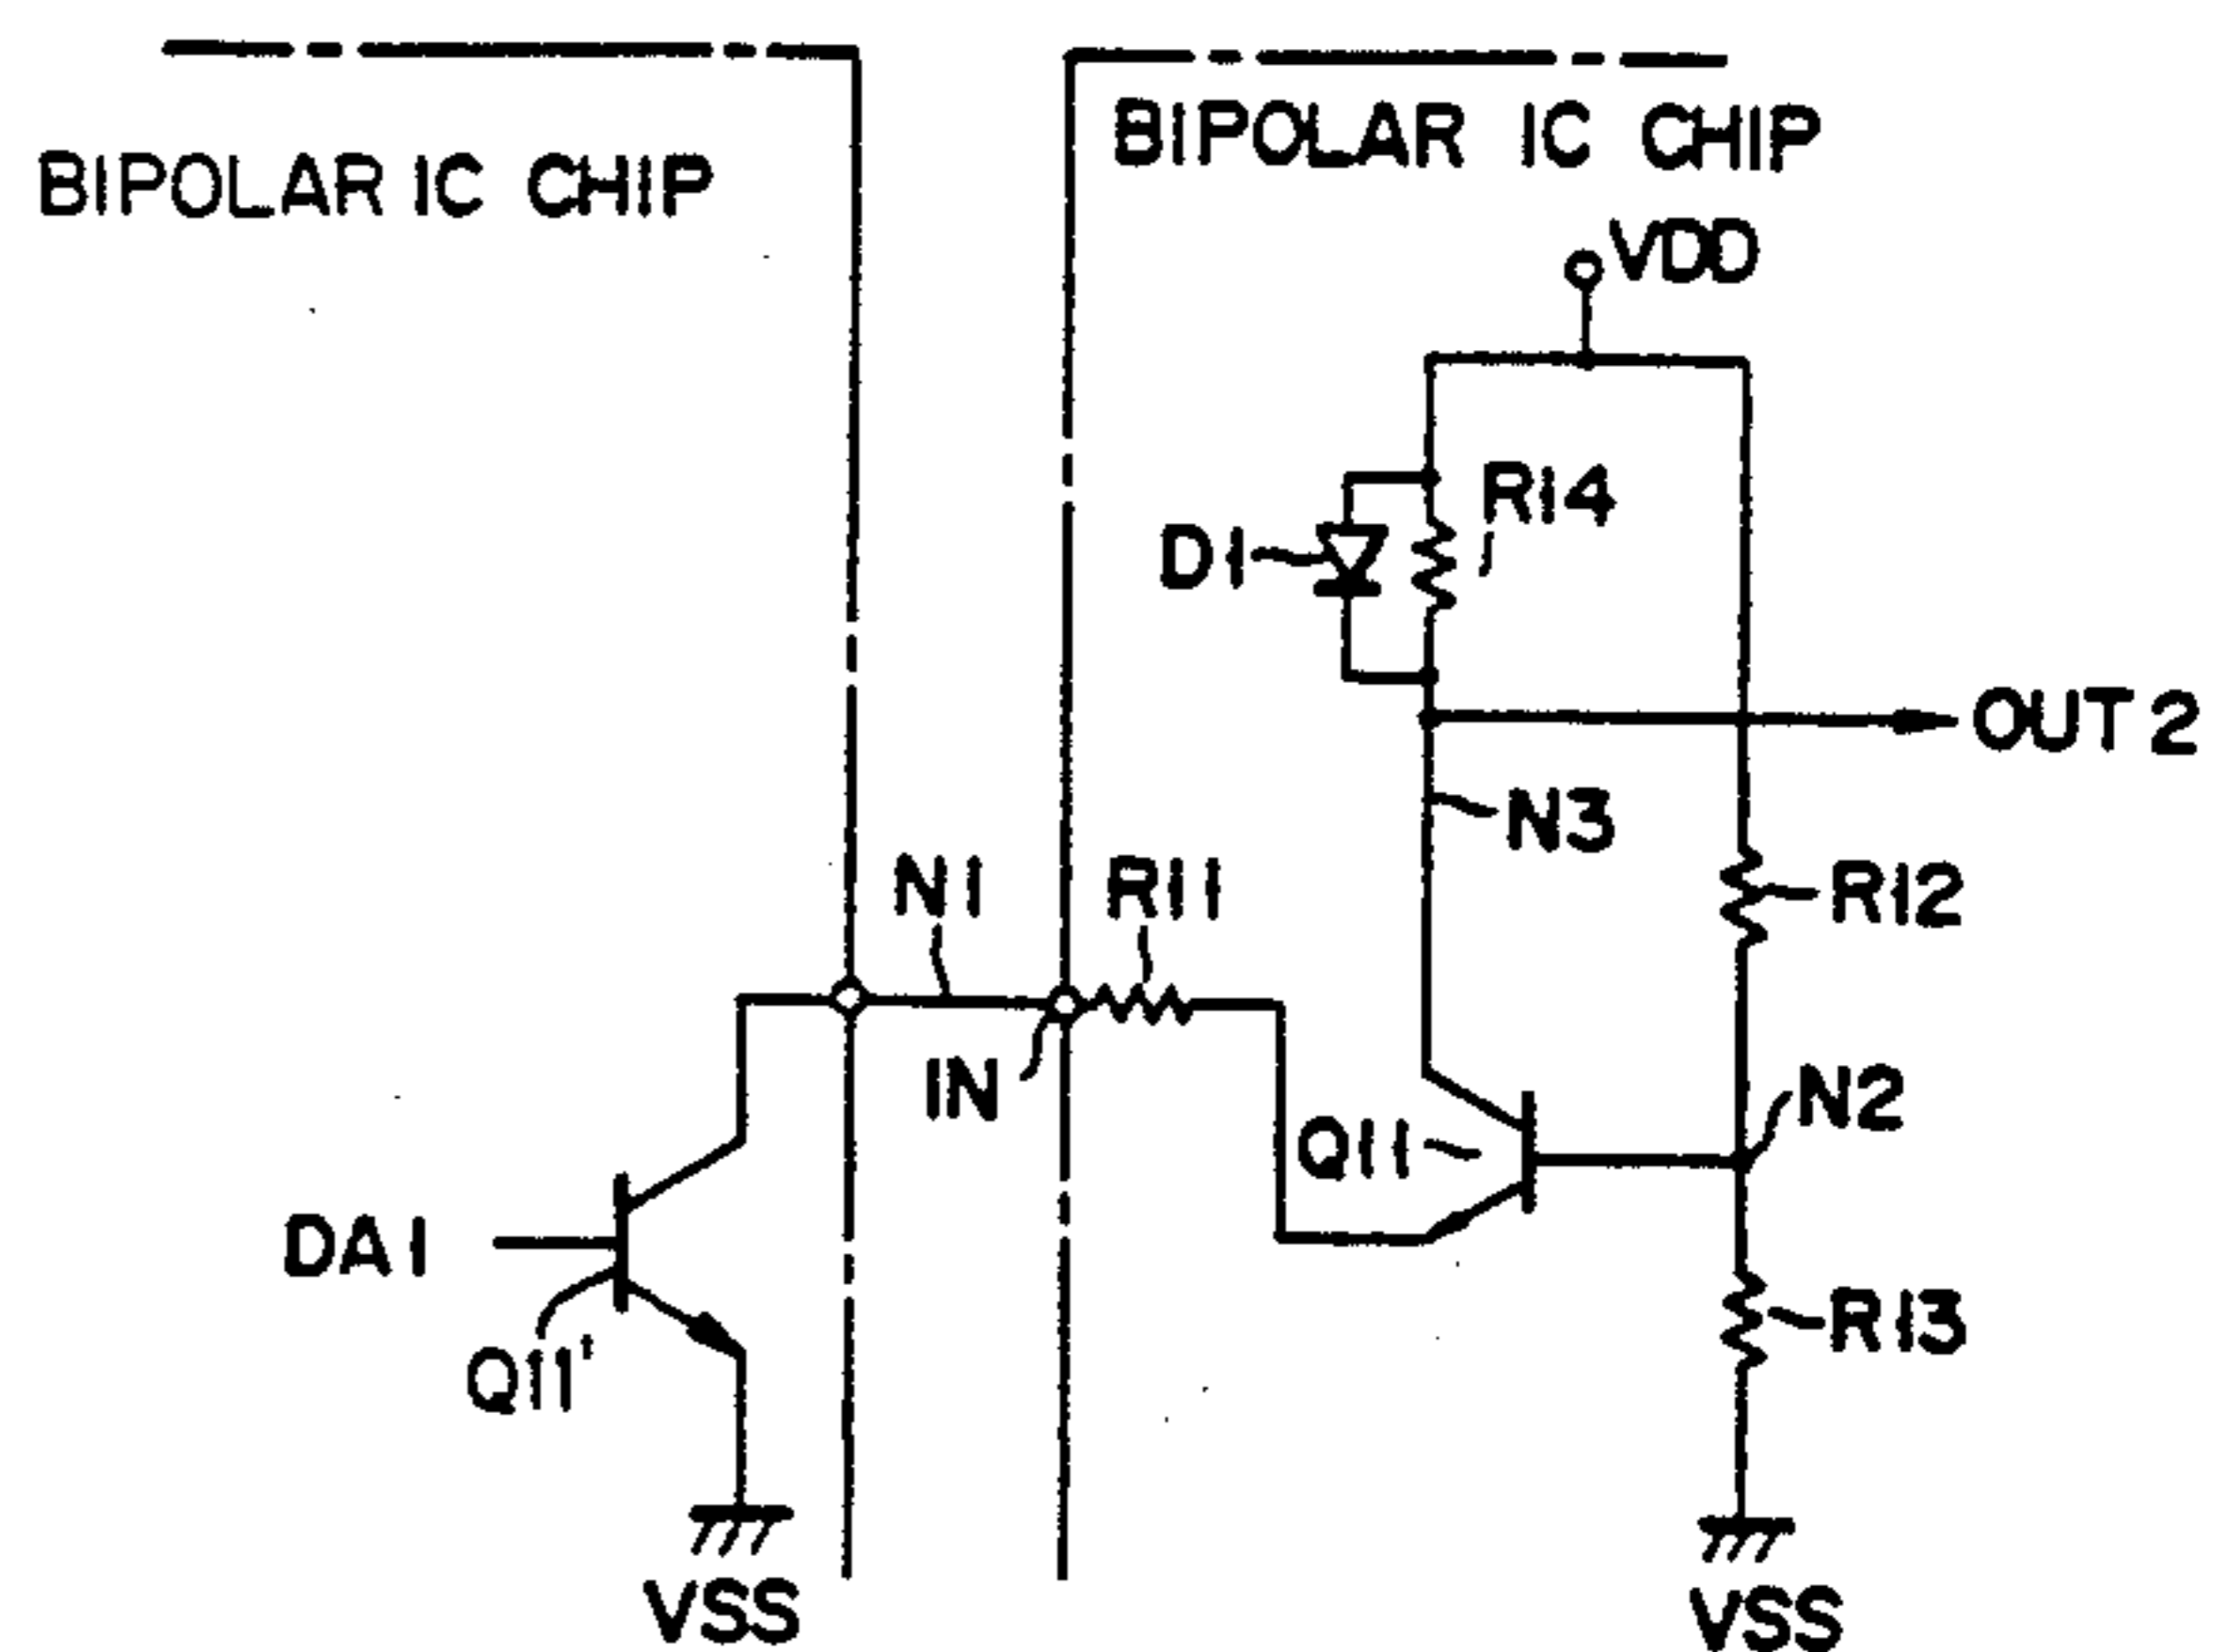 BIPOLAR IC CHIP
BIPOLAR IC CHIP
VDD
R14
D1
OUT 2
N3
N1
R11
R12
IN
N2
Q11
DA1
R13
Q11'
VSS
VSS